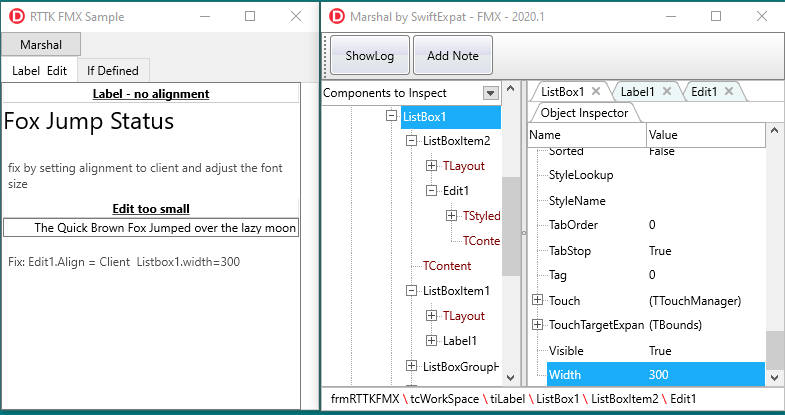 RTTK FMX Sample
Marshal
Label Edit
If Defined
Label - no alignment
Fox Jump Status
fix by setting alignment to client and adjust the font
size
Edit too small
The Quick Brown Fox Jumped over the lazy moon
Fix: Edit1.Align = Client Listbox1.width=300
Marshal by SwiftExpat - FMX - 2020.1
ShowLog
Add Note
Components to Inspect
ListBox1
ListBoxItem2
TLayout
Edit1
TStyled
TConte
TContent
ListBoxItem1
TLayout
Label1
ListBoxGroupH
ListBox1
Label1
Edit1
Object Inspector
Name Value
Sorted False
StyleLookup
StyleName
TabOrder 0
TabStop True
Tag 0
Touch (TTouchManager)
TouchTargetExpan (TBounds)
Visible True
Width 300
frmRTTKFMX \ tcWorkSpace \ tiLabel \ ListBox1 \ ListBoxItem2 \ Edit1